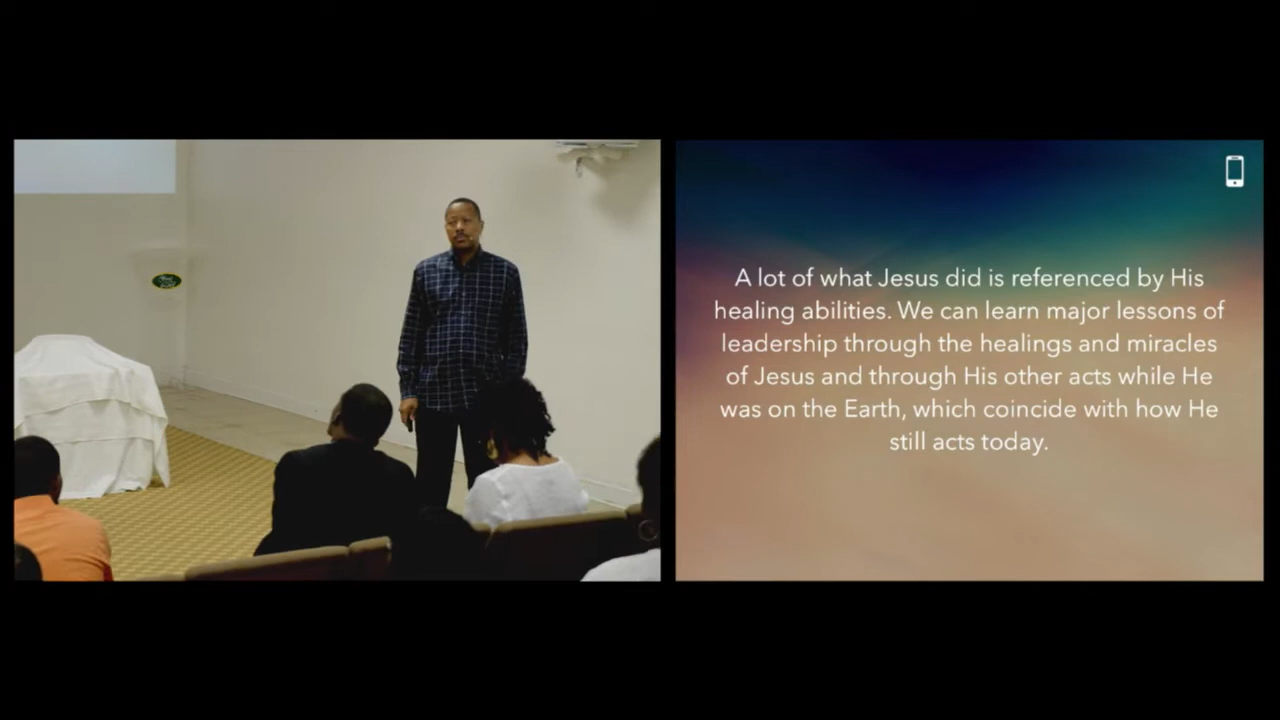 A lot of what Jesus did is referenced by His
healing abilities. We can learn major lessons of
leadership through the healings and miracles
of Jesus and through His other acts while He
was on the Earth, which coincide with how He
still acts today.